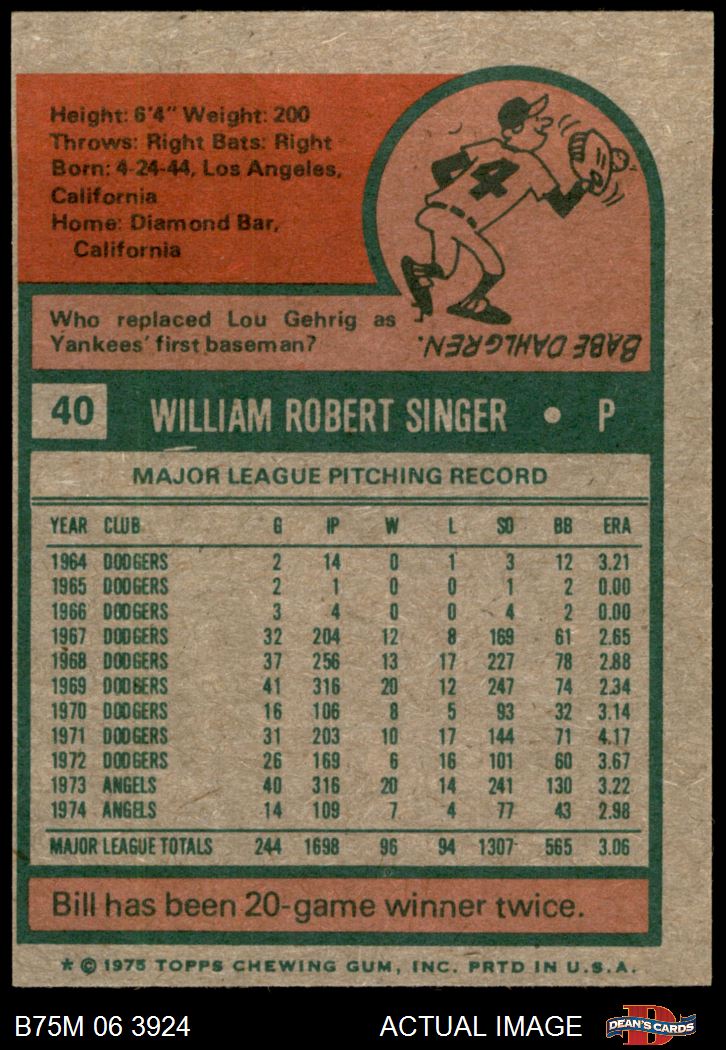 Height: 6'4" Weight: 200
Throws: Right Bats: Right
Born: 4-24-44, Los Angeles,
California
Home: Diamond Bar,
California
4
Who replaced Lou Gehrig as
Yankees' first baseman?
BABE DAHLGREN.
40 WILLIAM ROBERT SINGER • P
MAJOR LEAGUE PITCHING RECORD
YEAR CLUB G IP W L SO BB ERA
1964 DODGERS 2 14 0 1 3 12 3.21
1965 DODGERS 2 1 0 0 1 2 0.00
1966 DODGERS 3 4 0 0 4 2 0.00
1967 DODGERS 32 204 12 8 169 61 2.65
1968 DODGERS 37 256 13 17 227 78 2.88
1969 DODGERS 41 316 20 12 247 74 2.34
1970 DODGERS 16 106 8 5 93 32 3.14
1971 DODGERS 31 203 10 17 144 71 4.17
1972 DODGERS 26 169 6 16 101 60 3.67
1973 ANGELS 40 316 20 14 241 130 3.22
1974 ANGELS 14 109 7 4 77 43 2.98
MAJOR LEAGUE TOTALS 244 1698 96 94 1307 565 3.06
Bill has been 20-game winner twice.
* © 1975 TOPPS CHEWING GUM, INC. PRTD IN U.S.A.
B75M 06 3924 ACTUAL IMAGE D DEAN'S CARDS